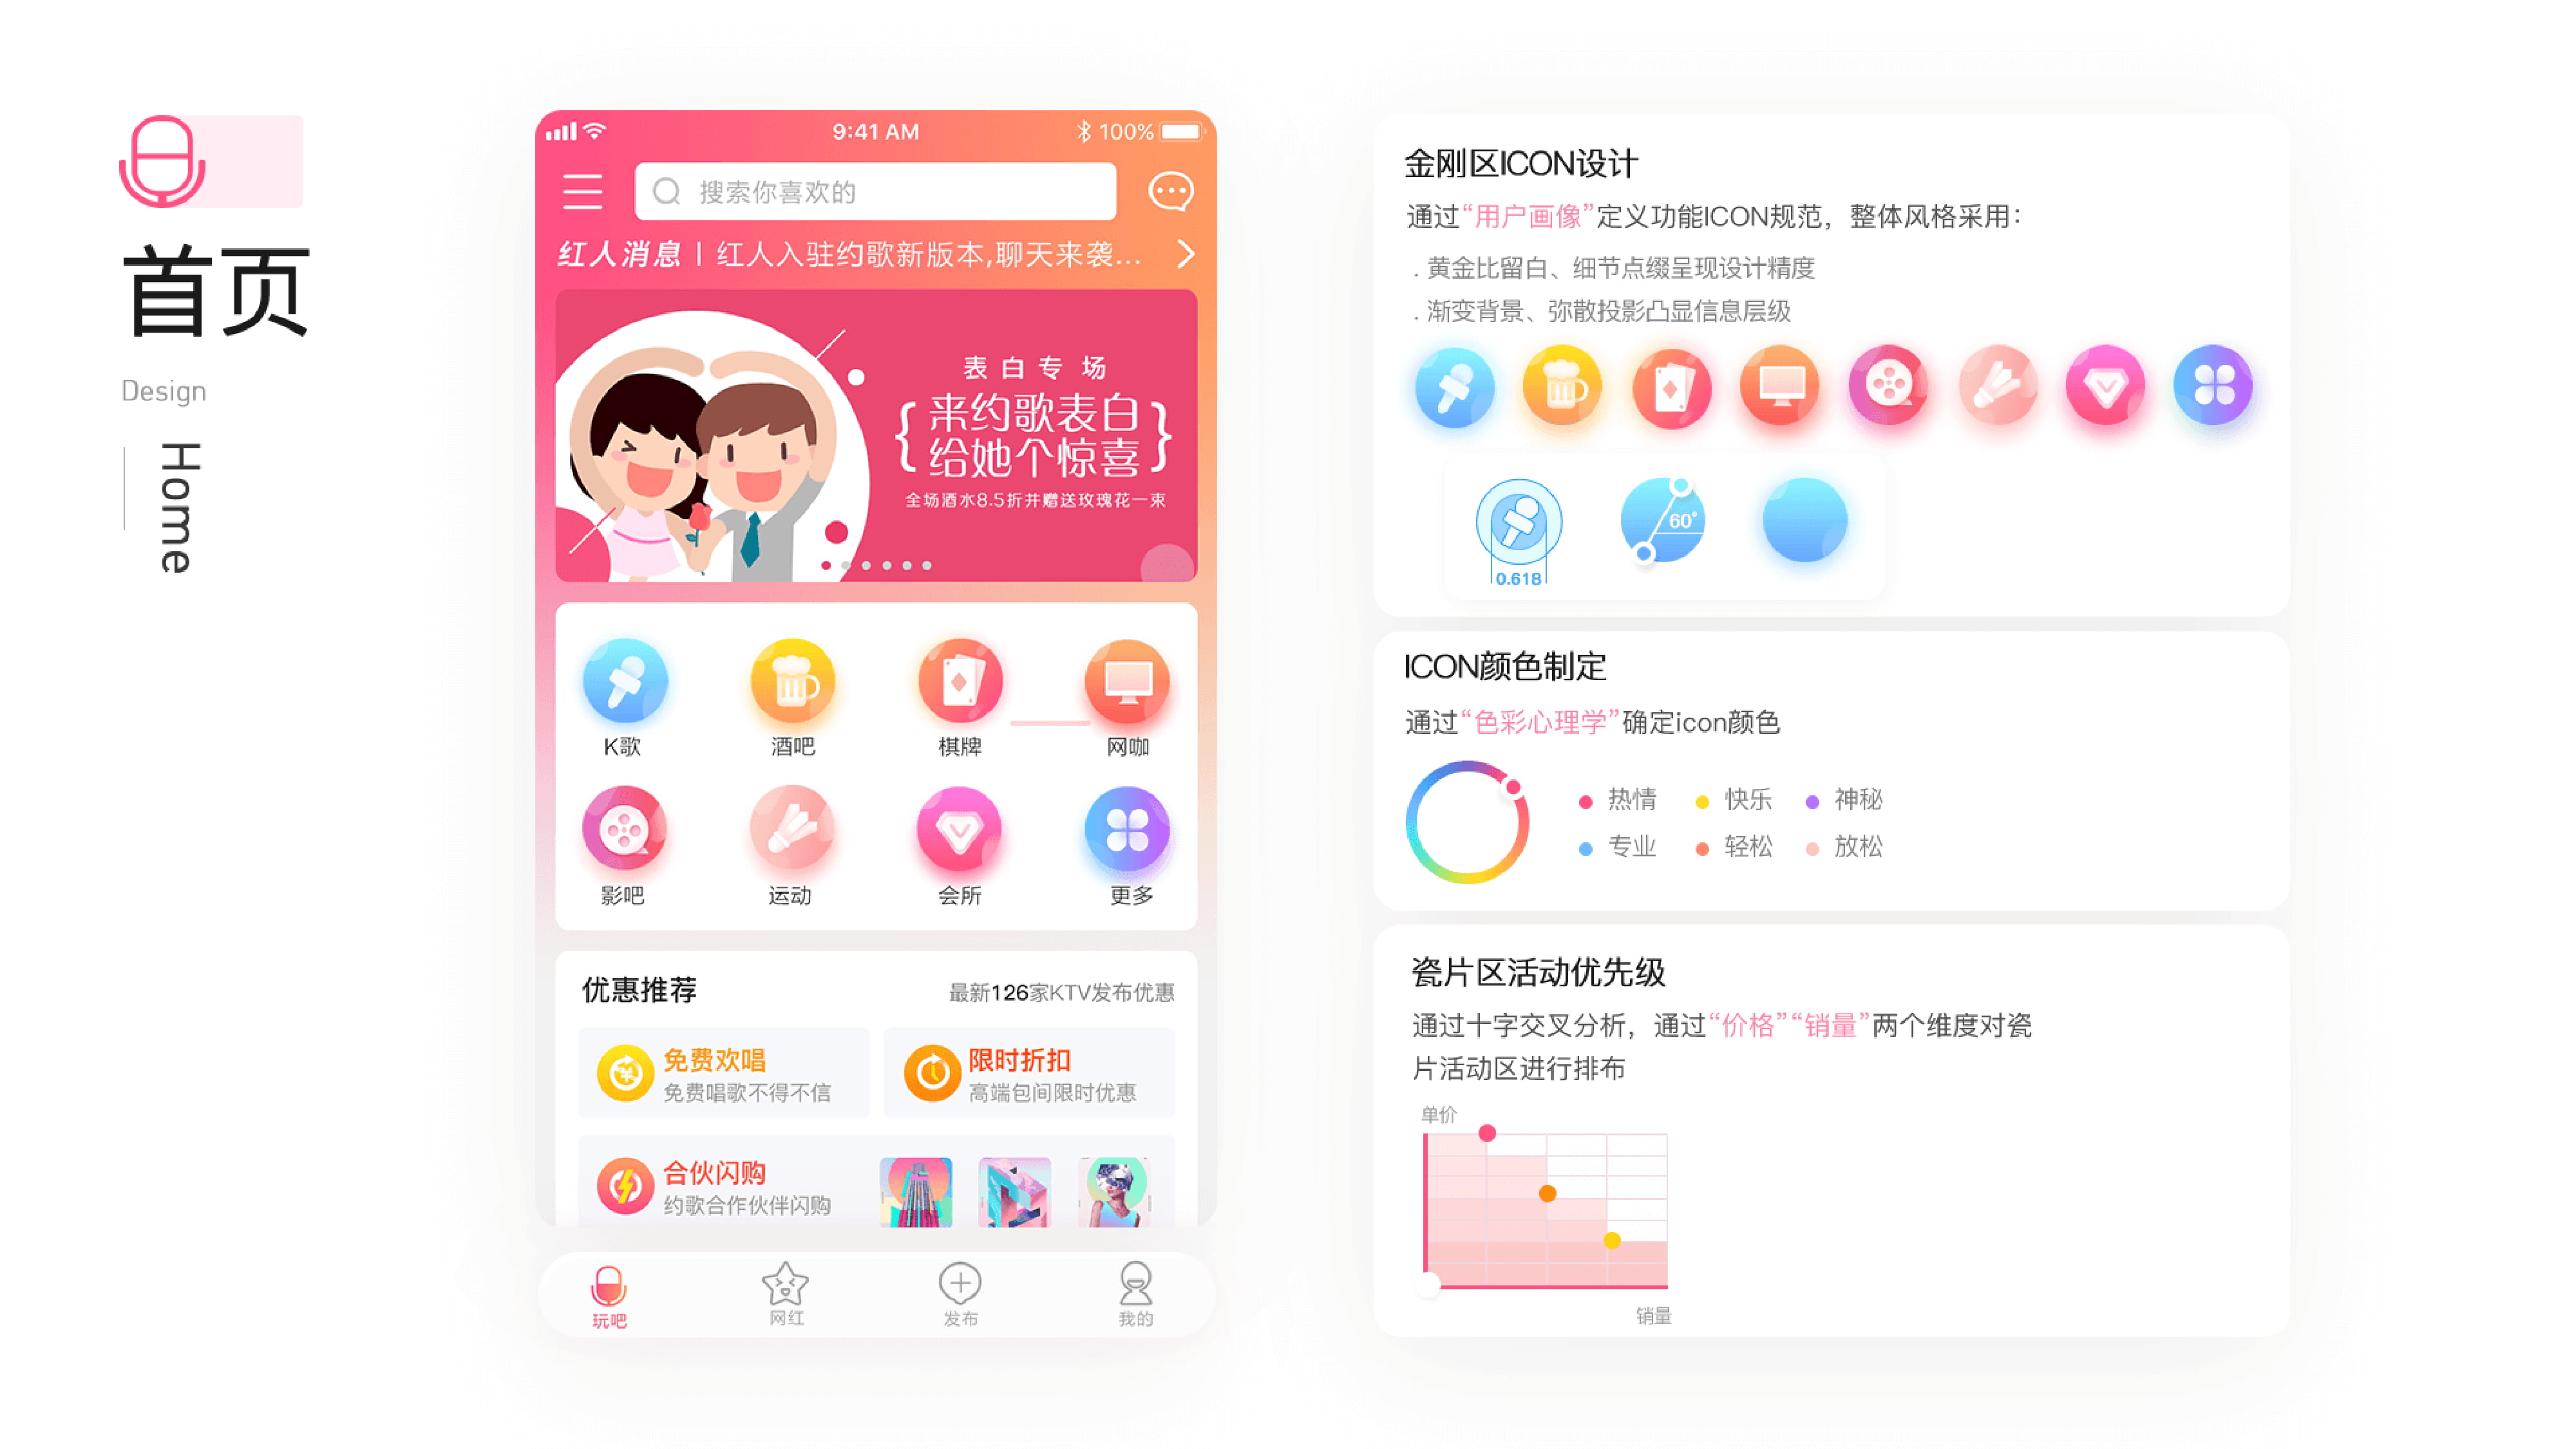 首页
Design
Home
9:41 AM
100%
搜索你喜欢的
红人消息 | 红人入驻约歌新版本,聊天来袭...
表白专场
{来约歌表白
给她个惊喜}
全场酒水8.5折并赠送玫瑰花一束
K歌 酒吧 棋牌 网咖
影吧 运动 会所 更多
优惠推荐 最新126家KTV发布优惠
免费欢唱
免费唱歌不得不信
限时折扣
高端包间限时优惠
合伙闪购
约歌合作伙伴闪购
玩吧 网红 发布 我的
金刚区ICON设计
通过“用户画像”定义功能ICON规范，整体风格采用：
. 黄金比留白、细节点缀呈现设计精度
. 渐变背景、弥散投影凸显信息层级
0.618
60°
ICON颜色制定
通过“色彩心理学”确定icon颜色
热情 快乐 神秘
专业 轻松 放松
瓷片区活动优先级
通过十字交叉分析，通过“价格”“销量”两个维度对瓷
片活动区进行排布
单价
销量